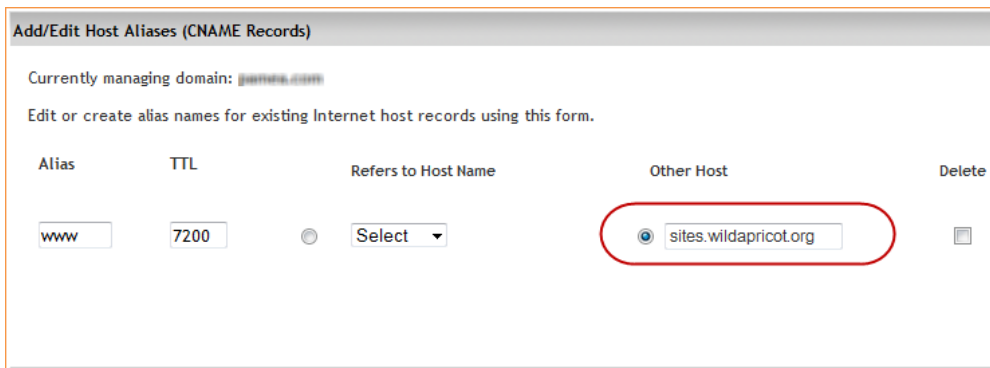 Add/Edit Host Aliases (CNAME Records)
Currently managing domain:
Edit or create alias names for existing Internet host records using this form.
Alias TTL Refers to Host Name Other Host Delete
www 7200 Select sites.wildapricot.org